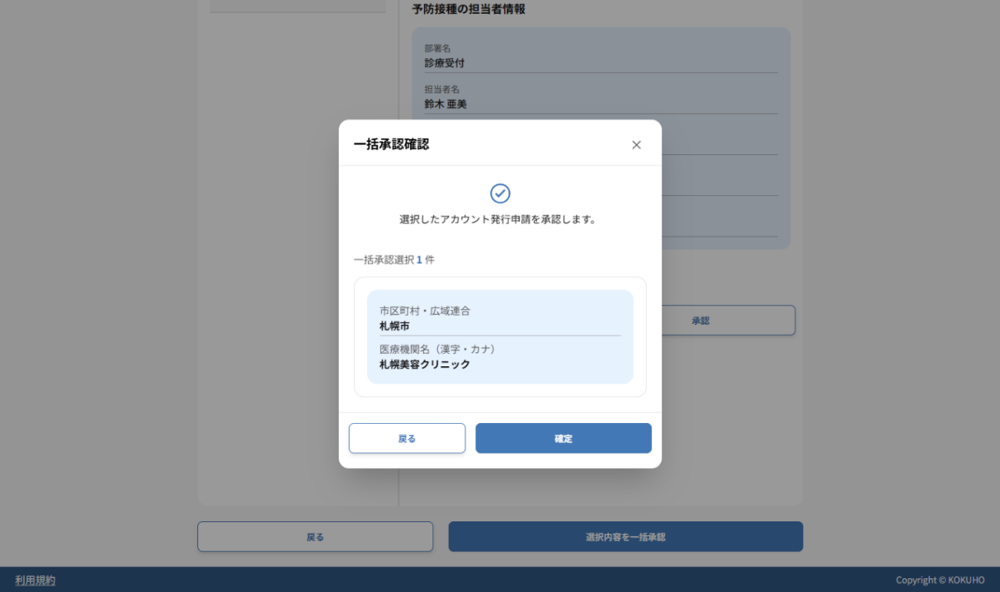 予防接種の担当者情報
部署名
診療受付
担当者名
鈴木 亜美
一括承認確認
選択したアカウント発行申請を承認します。
一括承認選択 1 件
市区町村・広域連合
札幌市
医療機関名（漢字・カナ）
札幌美容クリニック
戻る
確定
承認
戻る
選択内容を一括承認
利用規約
Copyright © KOKUHO